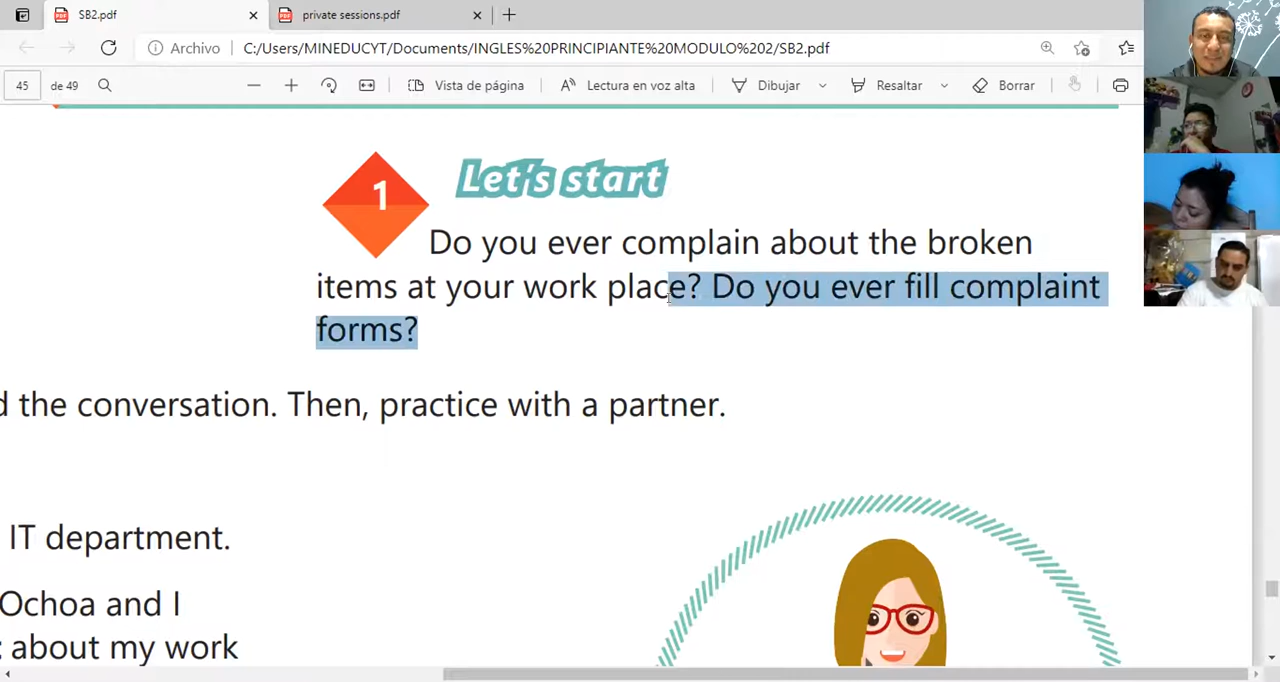 SB2.pdf
private sessions.pdf
Archivo
C:/Users/MINEDUCYT/Documents/INGLES%20PRINCIPIANTE%20MODULO%202/SB2.pdf
45
de 49
Vista de página
Lectura en voz alta
Dibujar
Resaltar
Borrar
1
Let's start
Do you ever complain about the broken
items at your work place? Do you ever fill complaint
forms?
d the conversation. Then, practice with a partner.
IT department.
Ochoa and I
: about my work